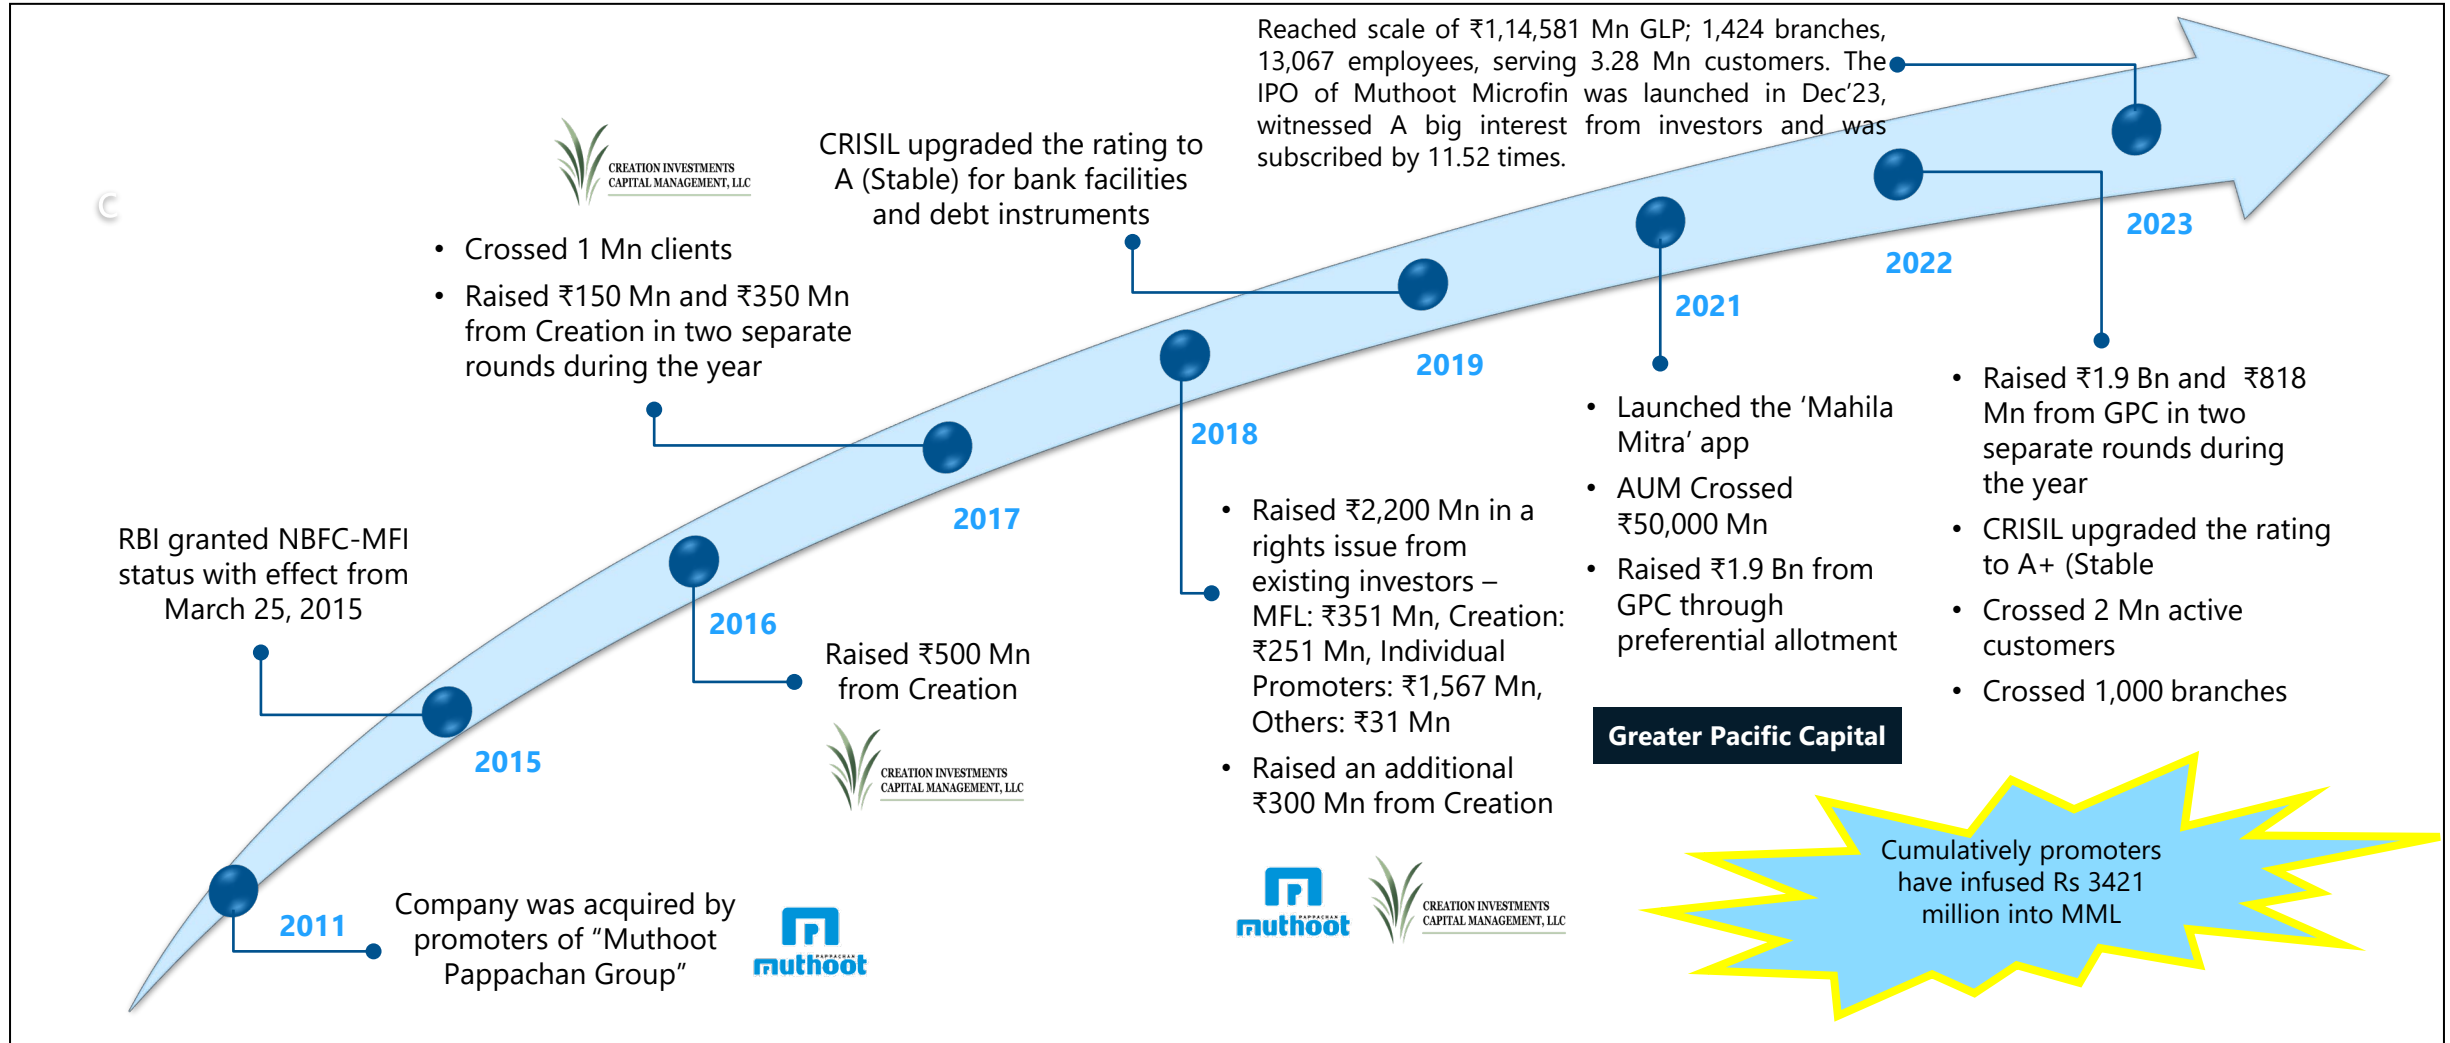 Reached scale of ₹1,14,581 Mn GLP; 1,424 branches,
13,067 employees, serving 3.28 Mn customers. The
IPO of Muthoot Microfin was launched in Dec’23,
witnessed A big interest from investors and was
subscribed by 11.52 times.
CREATION INVESTMENTS
CAPITAL MANAGEMENT, LLC
CRISIL upgraded the rating to
A (Stable) for bank facilities
and debt instruments
C
• Crossed 1 Mn clients
• Raised ₹150 Mn and ₹350 Mn
from Creation in two separate
rounds during the year
2023
2022
2021
2019
2018
2017
2016
2015
2011
RBI granted NBFC-MFI
status with effect from
March 25, 2015
Raised ₹500 Mn
from Creation
CREATION INVESTMENTS
CAPITAL MANAGEMENT, LLC
Company was acquired by
promoters of “Muthoot
Pappachan Group”
PAPPACHAN
muthoot
• Raised ₹2,200 Mn in a
rights issue from
existing investors –
MFL: ₹351 Mn, Creation:
₹251 Mn, Individual
Promoters: ₹1,567 Mn,
Others: ₹31 Mn
• Raised an additional
₹300 Mn from Creation
PAPPACHAN
muthoot
CREATION INVESTMENTS
CAPITAL MANAGEMENT, LLC
• Launched the ‘Mahila
Mitra’ app
• AUM Crossed
₹50,000 Mn
• Raised ₹1.9 Bn from
GPC through
preferential allotment
Greater Pacific Capital
• Raised ₹1.9 Bn and ₹818
Mn from GPC in two
separate rounds during
the year
• CRISIL upgraded the rating
to A+ (Stable
• Crossed 2 Mn active
customers
• Crossed 1,000 branches
Cumulatively promoters
have infused Rs 3421
million into MML